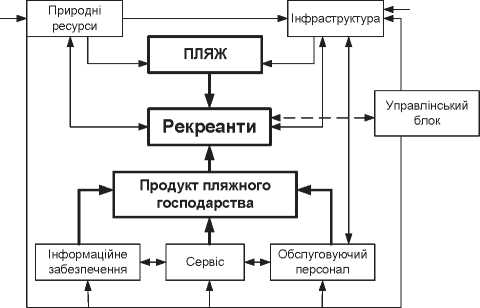 Природні
ресурси
Інфраструктура
ПЛЯЖ
Управлінський
блок
Рекреанти
Продукт пляжного
господарства
Інформаційне
забезпечення
Сервіс
Обслуговуючий
персонал